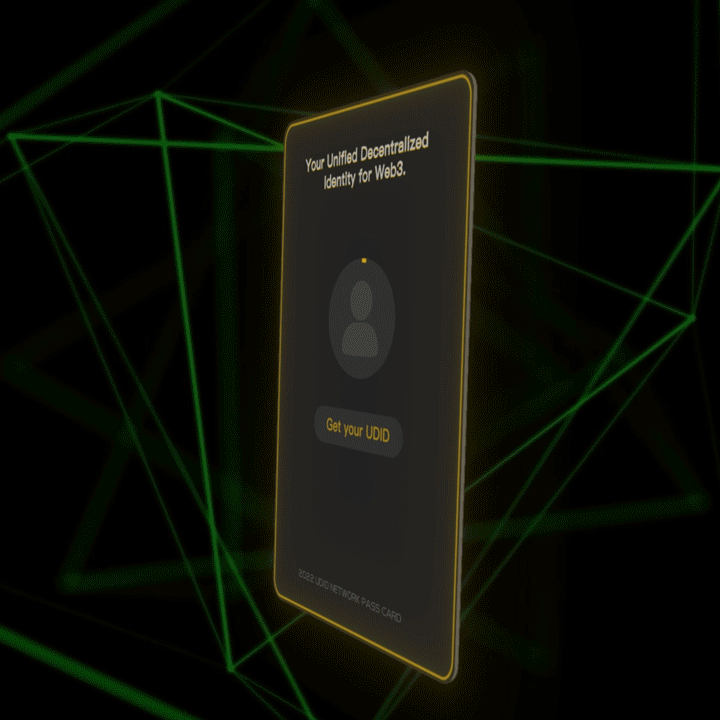 Your Unified Decentralized
Identity for Web3.
Get your UDID
2022 UDID NETWORK PASS CARD